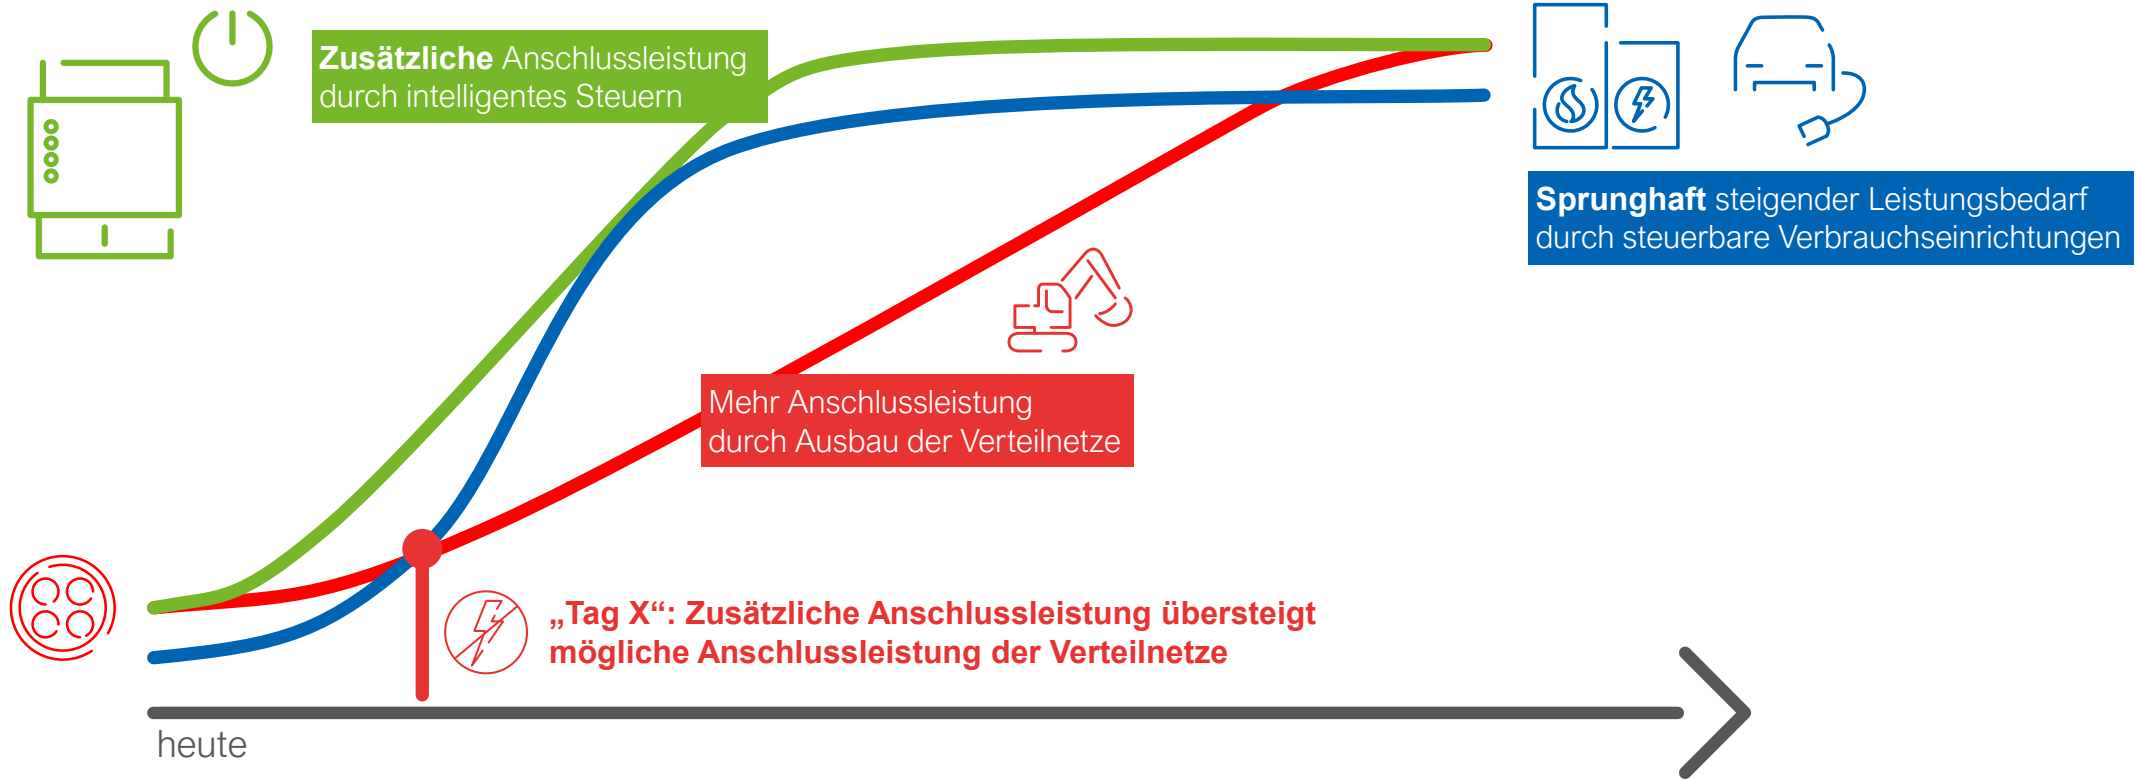 Zusätzliche Anschlussleistung
durch intelligentes Steuern
Sprunghaft steigender Leistungsbedarf
durch steuerbare Verbrauchseinrichtungen
Mehr Anschlussleistung
durch Ausbau der Verteilnetze
„Tag X“: Zusätzliche Anschlussleistung übersteigt
mögliche Anschlussleistung der Verteilnetze
heute